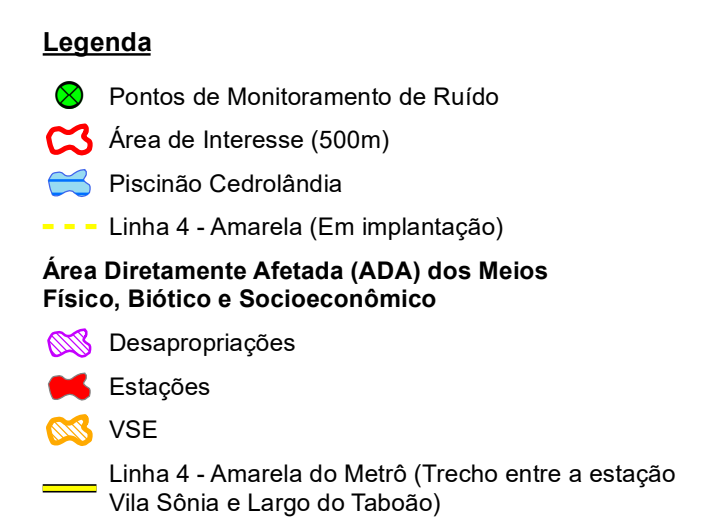 Legenda
Pontos de Monitoramento de Ruído
Área de Interesse (500m)
Piscinão Cedrolândia
Linha 4 - Amarela (Em implantação)
Área Diretamente Afetada (ADA) dos Meios
Físico, Biótico e Socioeconômico
Desapropriações
Estações
VSE
Linha 4 - Amarela do Metrô (Trecho entre a estação
Vila Sônia e Largo do Taboão)